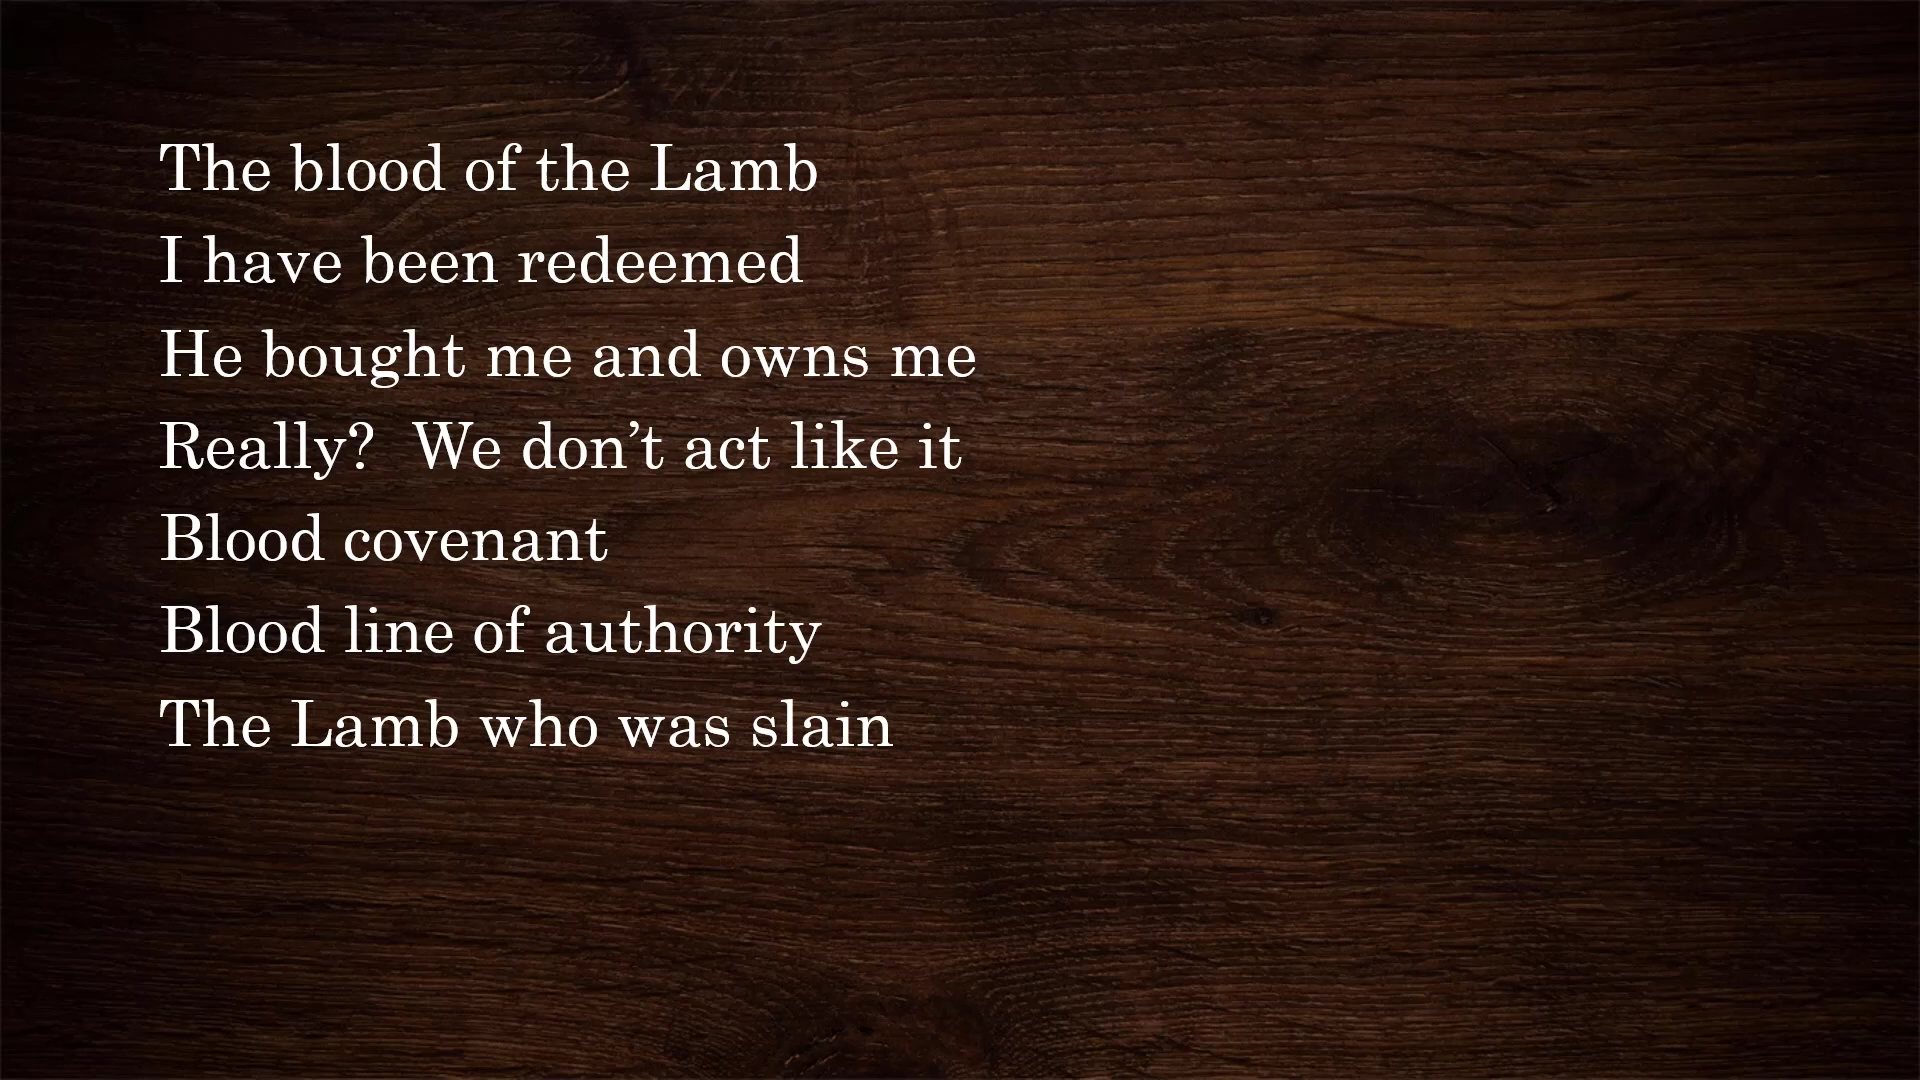 The blood of the Lamb
I have been redeemed
He bought me and owns me
Really?  We don’t act like it
Blood covenant
Blood line of authority
The Lamb who was slain